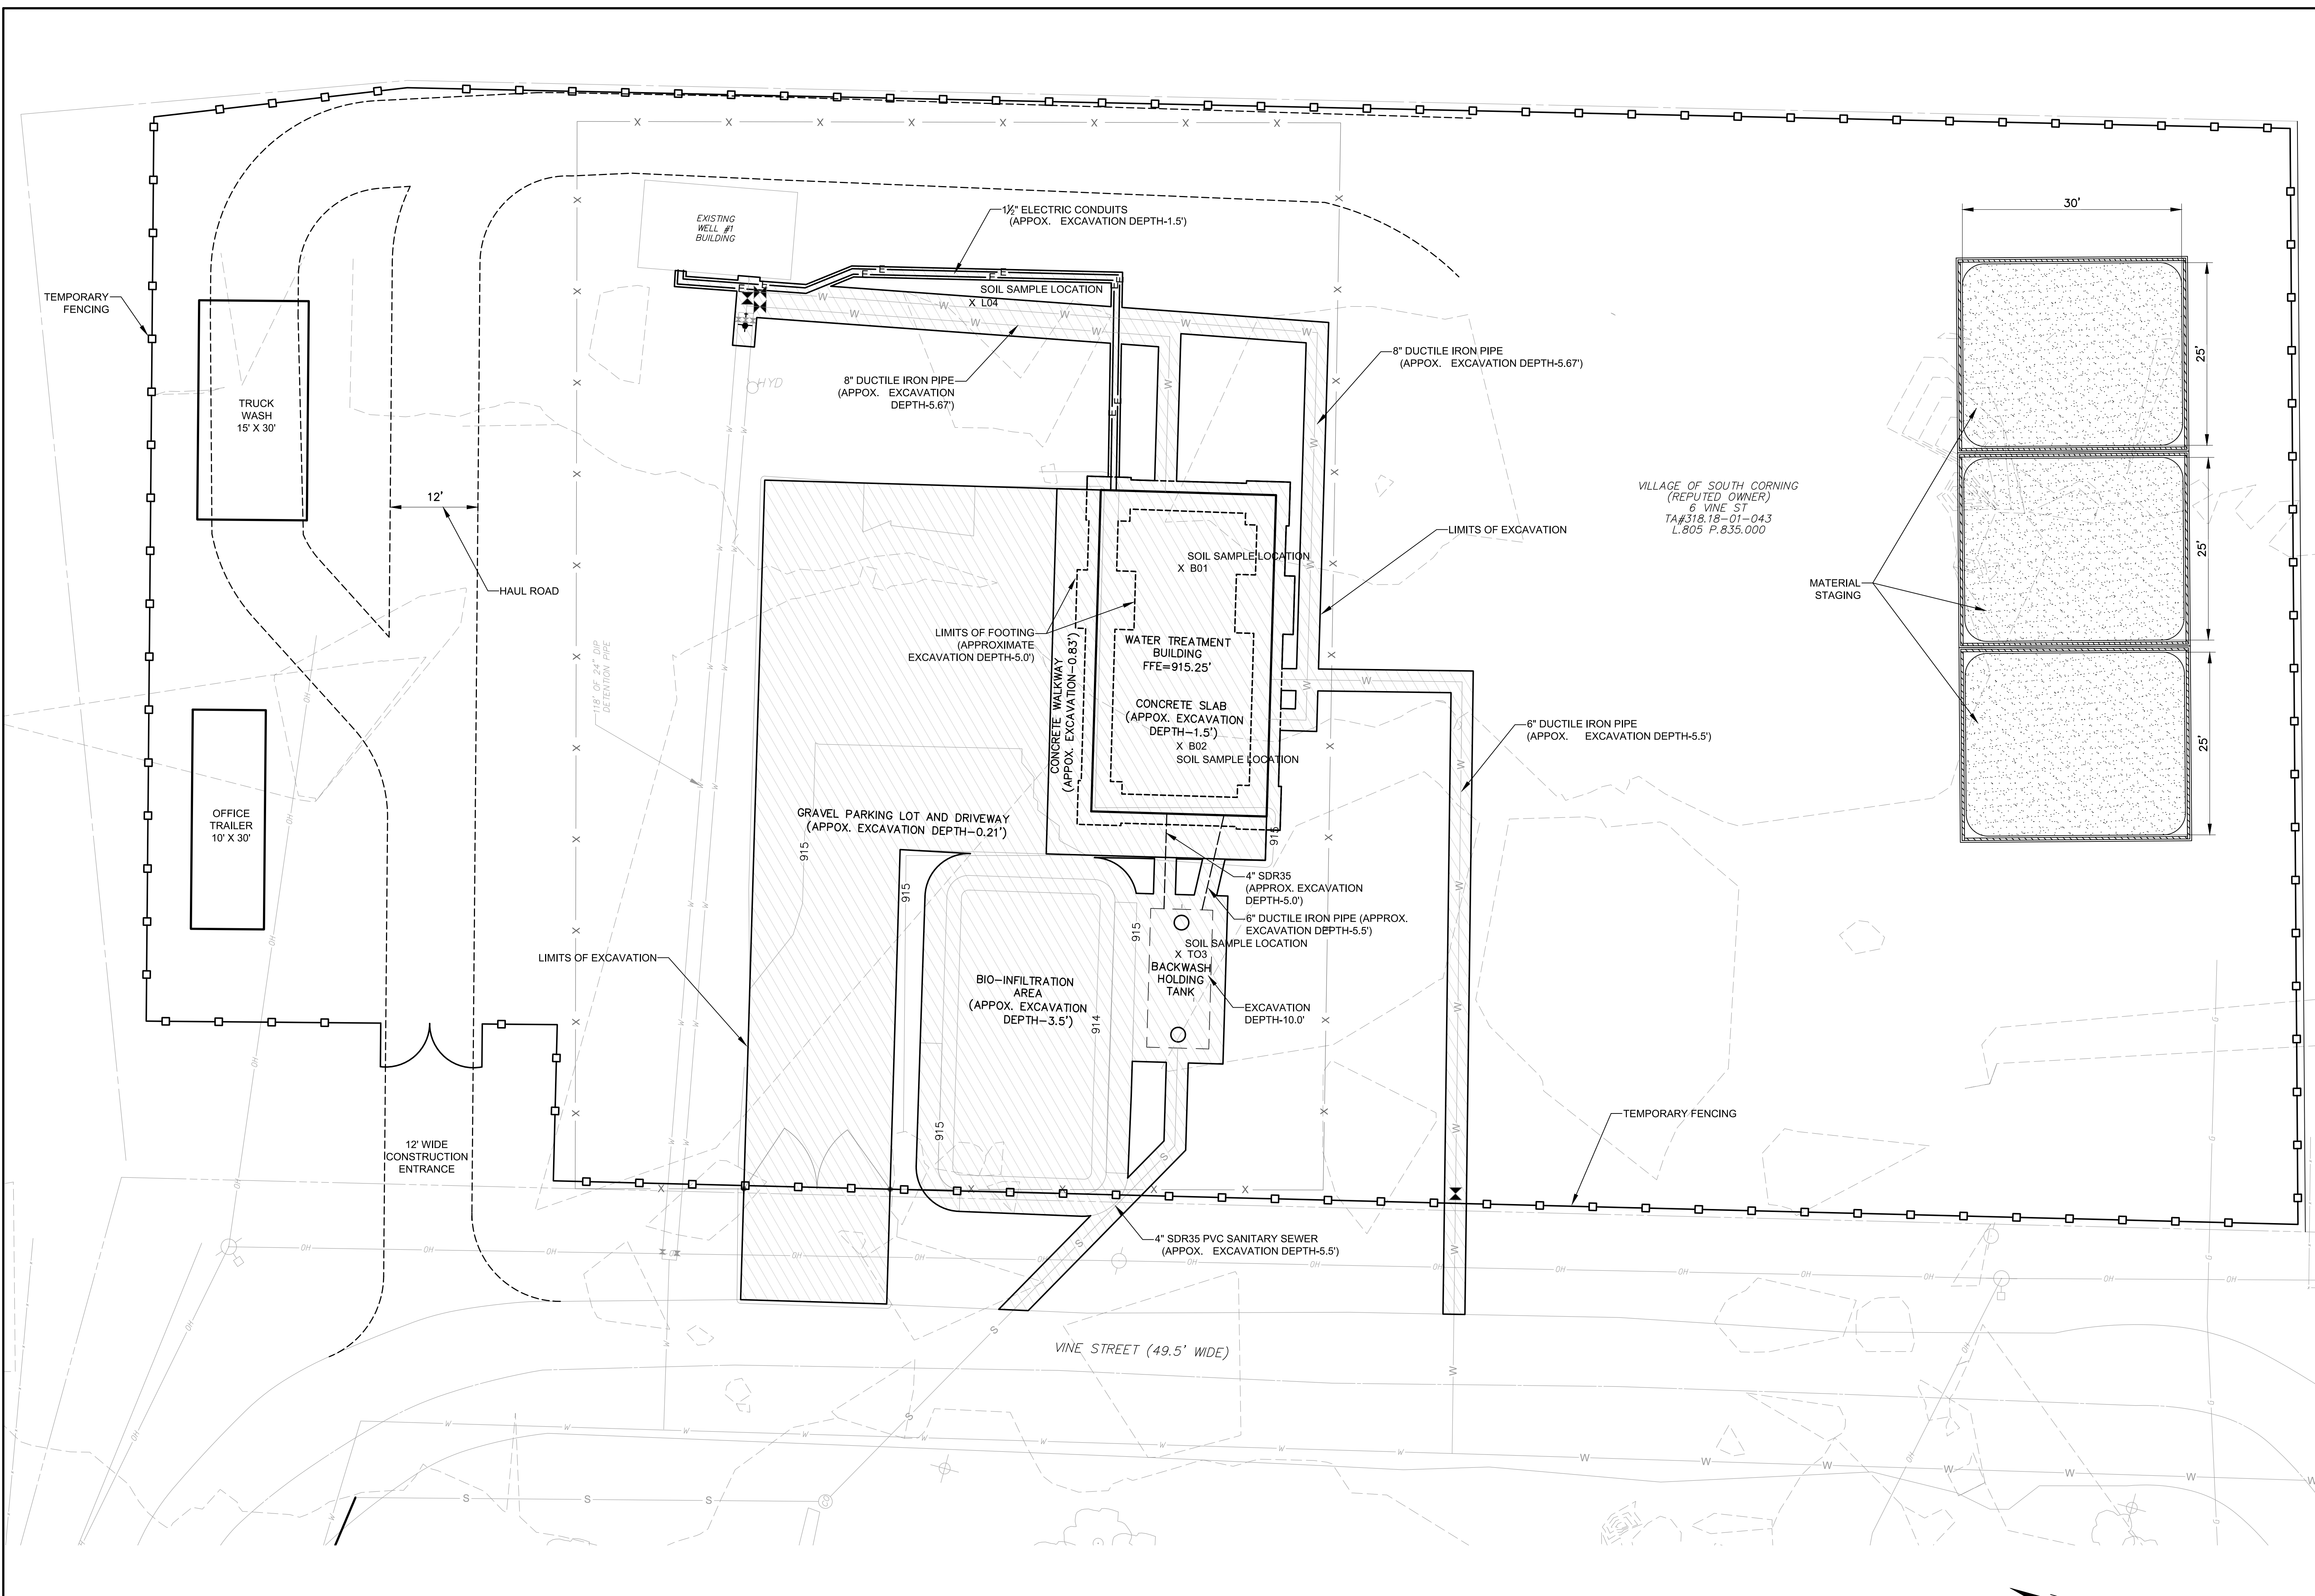 EXISTING
WELL #1
BUILDING
1½" ELECTRIC CONDUITS
(APPOX. EXCAVATION DEPTH-1.5')
SOIL SAMPLE LOCATION
X L04
TEMPORARY
FENCING
8" DUCTILE IRON PIPE
(APPOX. EXCAVATION
DEPTH-5.67')
HYD
8" DUCTILE IRON PIPE
(APPOX. EXCAVATION DEPTH-5.67')
30'
25'
25'
25'
TRUCK
WASH
15' X 30'
12'
HAUL ROAD
VILLAGE OF SOUTH CORNING
(REPUTED OWNER)
6 VINE ST
TA#318.18-01-043
L.805 P.835.000
LIMITS OF EXCAVATION
SOIL SAMPLE LOCATION
X B01
MATERIAL
STAGING
LIMITS OF FOOTING
(APPROXIMATE
EXCAVATION DEPTH-5.0')
CONCRETE WALKWAY
(APPOX. EXCAVATION-0.83')
WATER TREATMENT
BUILDING
FFE=915.25'
118' OF 24" DIP
DETENTION PIPE
CONCRETE SLAB
(APPOX. EXCAVATION
DEPTH-1.5')
X B02
SOIL SAMPLE LOCATION
6" DUCTILE IRON PIPE
(APPOX. EXCAVATION DEPTH-5.5')
OFFICE
TRAILER
10' X 30'
GRAVEL PARKING LOT AND DRIVEWAY
(APPOX. EXCAVATION DEPTH-0.21')
915
915
915
4" SDR35
(APPROX. EXCAVATION
DEPTH-5.0')
6" DUCTILE IRON PIPE (APPROX.
EXCAVATION DEPTH-5.5')
915
SOIL SAMPLE LOCATION
X TO3
BACKWASH
HOLDING
TANK
LIMITS OF EXCAVATION
BIO-INFILTRATION
AREA
(APPOX. EXCAVATION
DEPTH-3.5')
914
EXCAVATION
DEPTH-10.0'
915
TEMPORARY FENCING
12' WIDE
CONSTRUCTION
ENTRANCE
4" SDR35 PVC SANITARY SEWER
(APPOX. EXCAVATION DEPTH-5.5')
VINE STREET (49.5' WIDE)